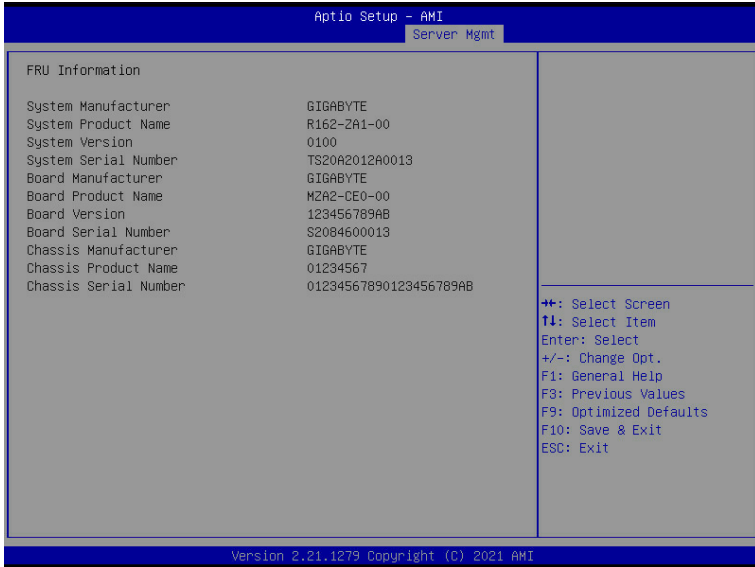 Aptio Setup – AMI
Server Mgmt
FRU Information
System Manufacturer GIGABYTE
System Product Name R162-ZA1-00
System Version 0100
System Serial Number TS20A2012A0013
Board Manufacturer GIGABYTE
Board Product Name MZA2-CE0-00
Board Version 123456789AB
Board Serial Number S2084600013
Chassis Manufacturer GIGABYTE
Chassis Product Name 01234567
Chassis Serial Number 01234567890123456789AB
→←: Select Screen
↑↓: Select Item
Enter: Select
+/-: Change Opt.
F1: General Help
F3: Previous Values
F9: Optimized Defaults
F10: Save & Exit
ESC: Exit
Version 2.21.1279 Copyright (C) 2021 AMI